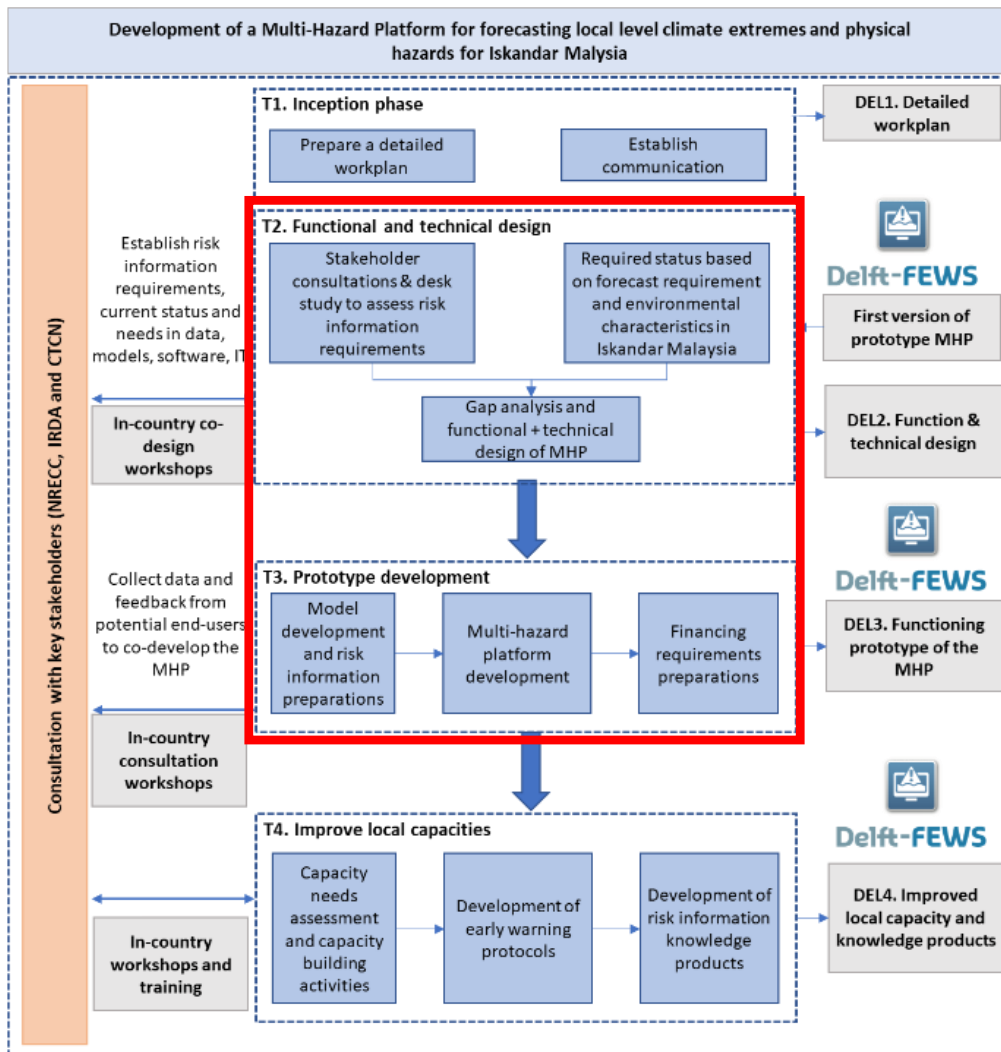 Development of a Multi-Hazard Platform for forecasting local level climate extremes and physical
hazards for Iskandar Malysia
Consultation with key stakeholders (NRECC, IRDA and CTCN)
T1. Inception phase
Prepare a detailed
workplan
Establish
communication
DEL1. Detailed
workplan
Establish risk
information
requirements,
current status and
needs in data,
models, software, IT
In-country co-
design
workshops
T2. Functional and technical design
Stakeholder
consultations & desk
study to assess risk
information
requirements
Required status based
on forecast requirement
and environmental
characteristics in
Iskandar Malaysia
Gap analysis and
functional + technical
design of MHP
Delft-FEWS
First version of
prototype MHP
DEL2. Function &
technical design
Collect data and
feedback from
potential end-users
to co-develop the
MHP
In-country
consultation
workshops
T3. Prototype development
Model
development
and risk
information
preparations
Multi-hazard
platform
development
Financing
requirements
preparations
Delft-FEWS
DEL3. Functioning
prototype of the
MHP
In-country
workshops and
training
T4. Improve local capacities
Capacity
needs
assessment
and capacity
building
activities
Development of
early warning
protocols
Development of
risk information
knowledge
products
Delft-FEWS
DEL4. Improved
local capacity and
knowledge products